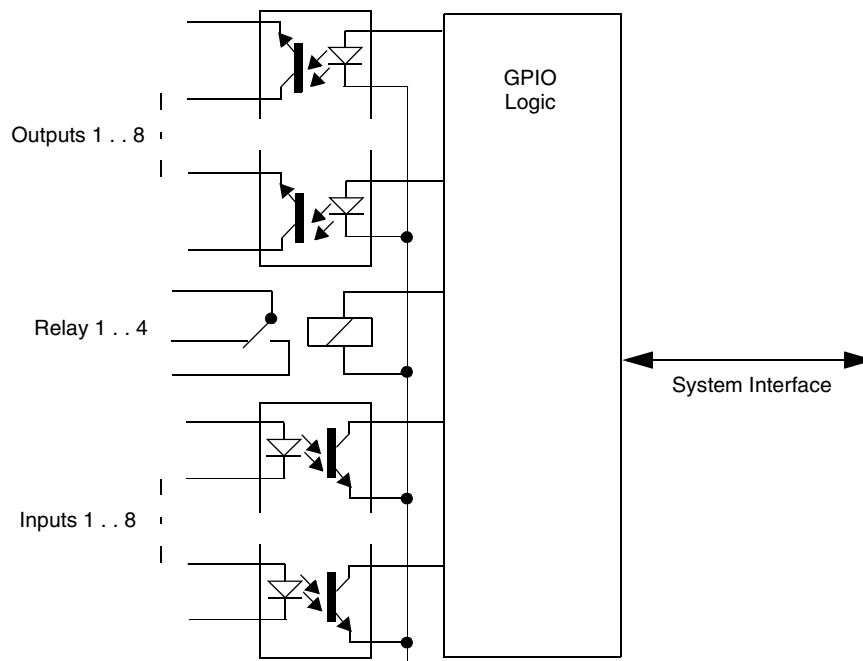 GPIO
Logic
Outputs 1 . . 8
Relay 1 . . 4
System Interface
Inputs 1 . . 8